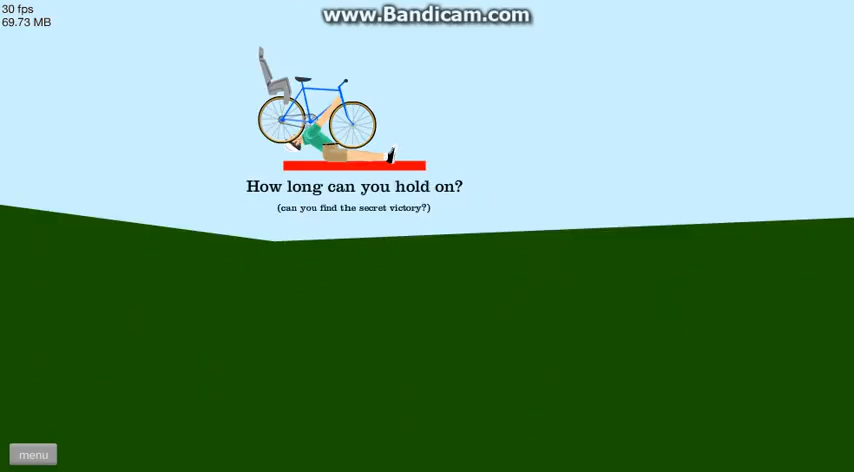 30 fps
69.73 MB
www.Bandicam.com
How long can you hold on?
(can you find the secret victory?)
menu